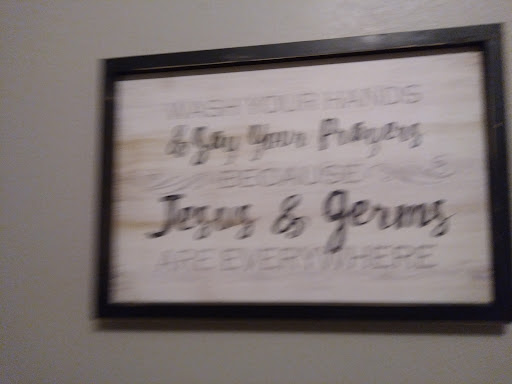 WASH YOUR HANDS
& Say Your Prayers
BECAUSE
Jesus & Germs
ARE EVERYWHERE